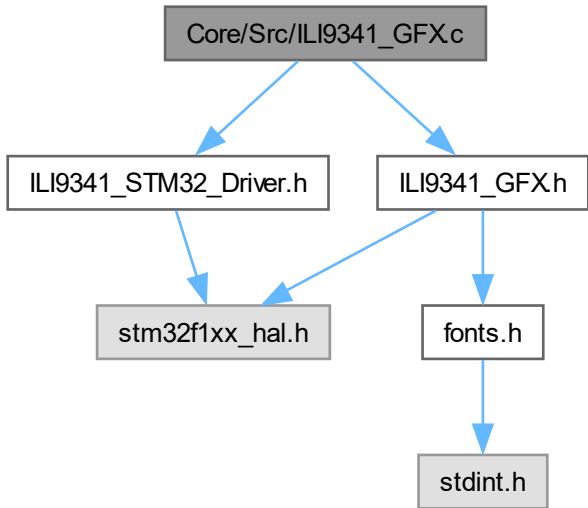 Core/Src/ILI9341_GFX.c
ILI9341_STM32_Driver.h
ILI9341_GFX.h
stm32f1xx_hal.h
fonts.h
stdint.h